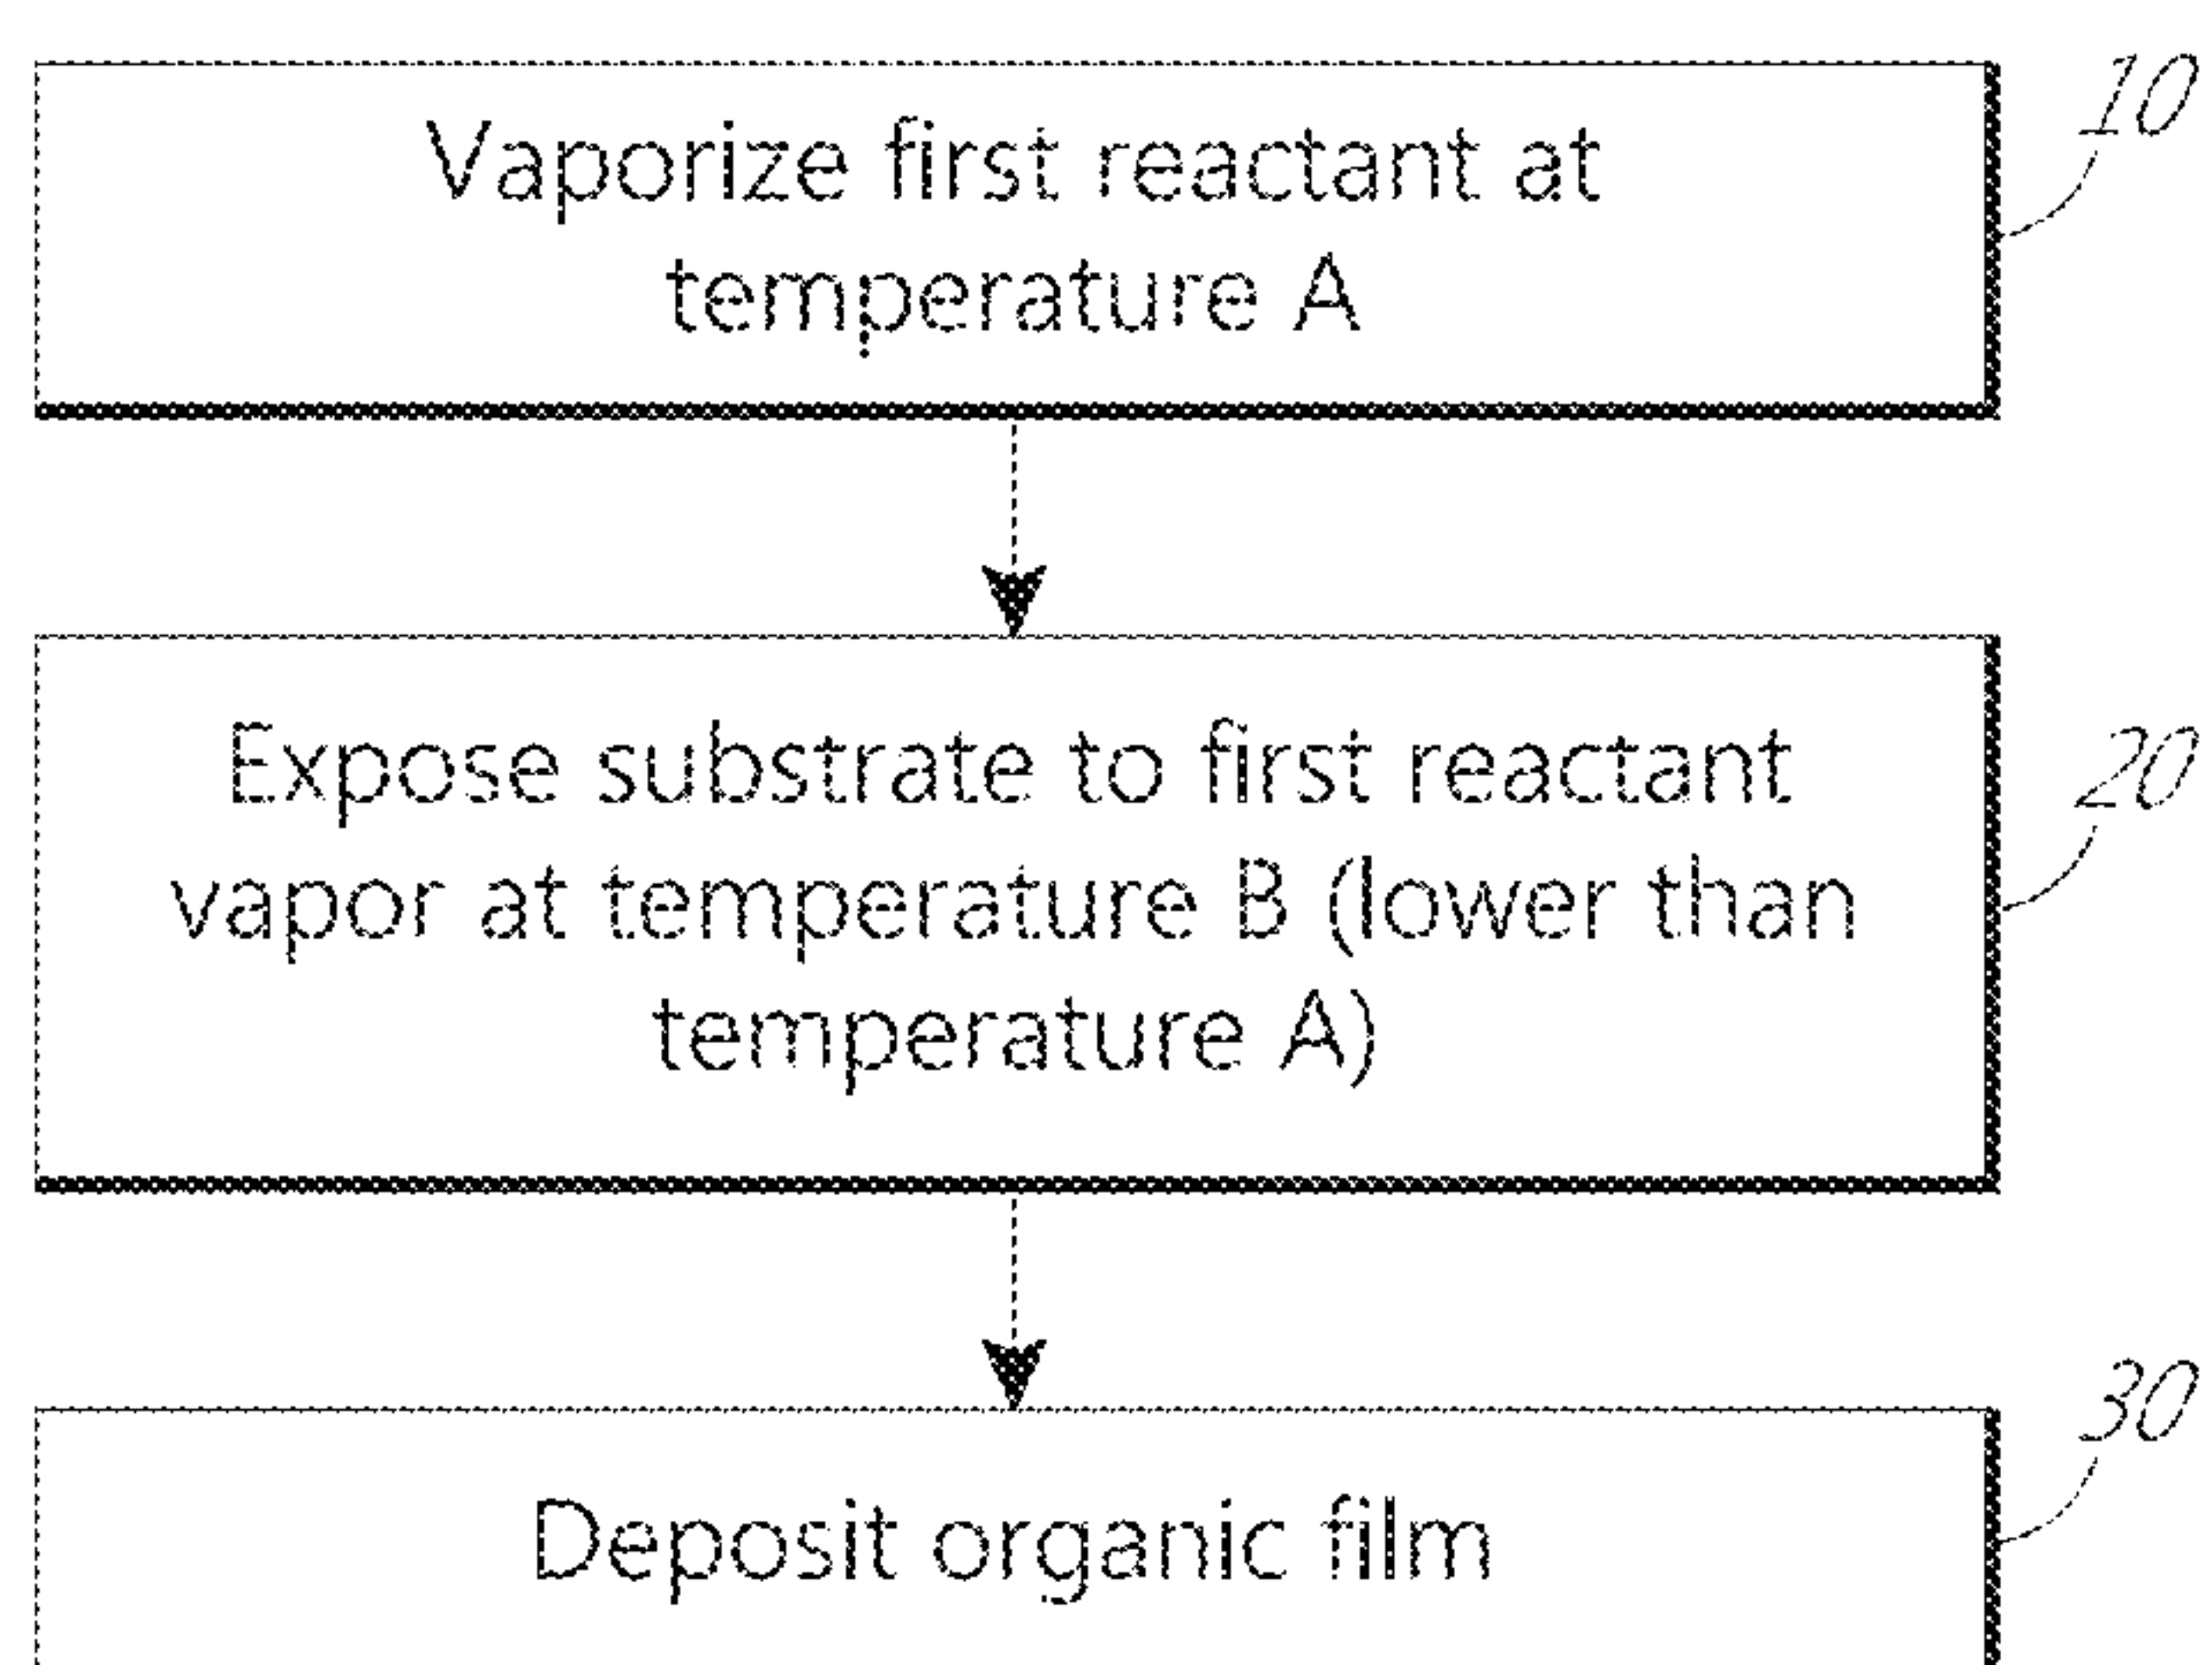 10
Vaporize first reactant at
temperature A
20
Expose substrate to first reactant
vapor at temperature B (lower than
temperature A)
30
Deposit organic film